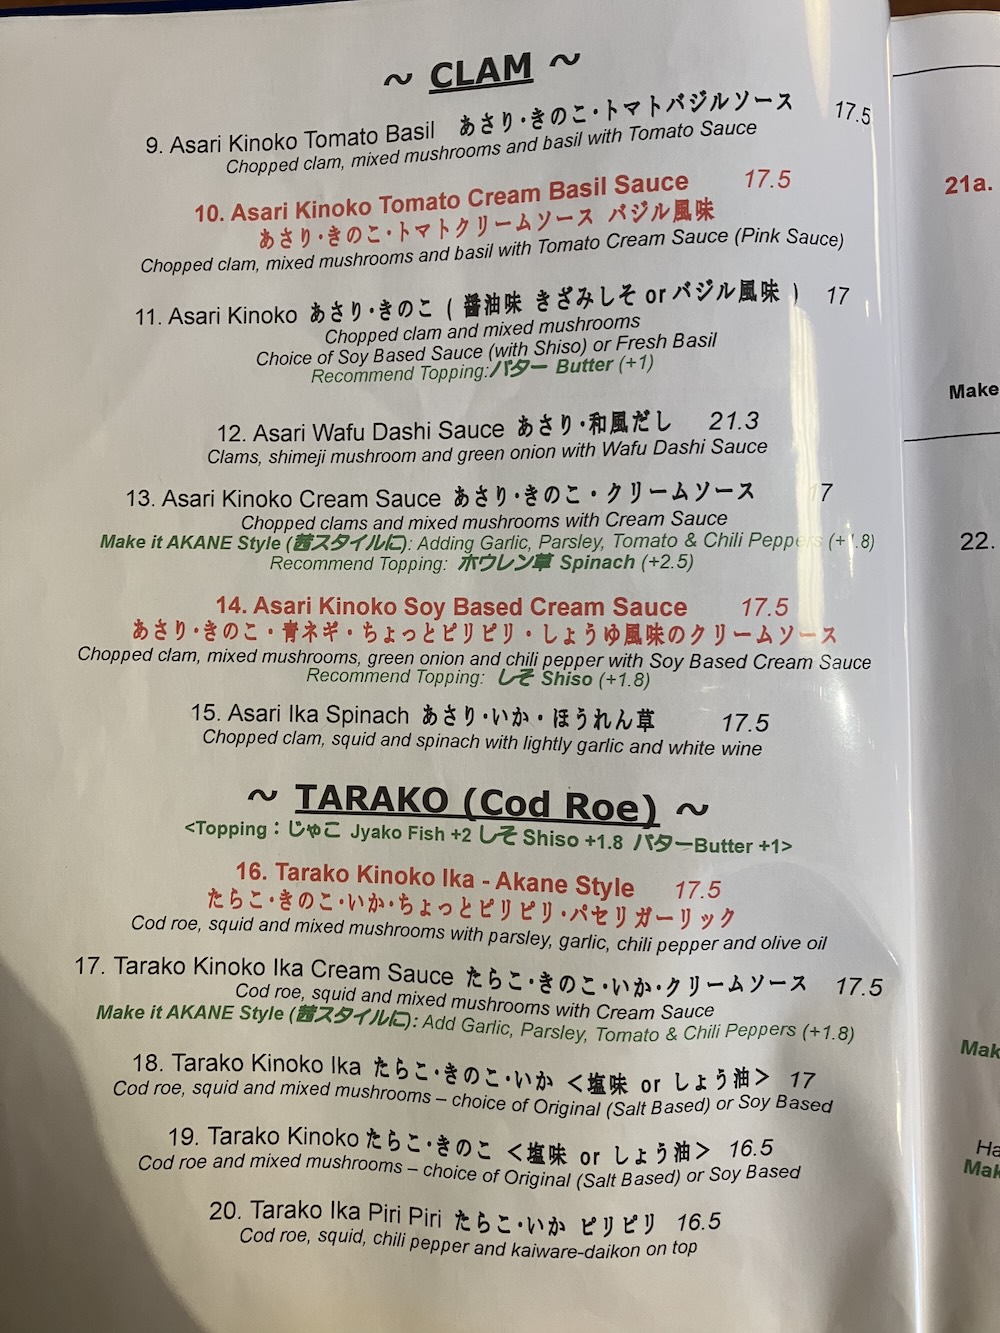 ~ CLAM ~
9. Asari Kinoko Tomato Basil あさり・きのこ・トマトバジルソース 17.5
Chopped clam, mixed mushrooms and basil with Tomato Sauce
10. Asari Kinoko Tomato Cream Basil Sauce 17.5
あさり・きのこ・トマトクリームソース バジル風味
Chopped clam, mixed mushrooms and basil with Tomato Cream Sauce (Pink Sauce)
11. Asari Kinoko あさり・きのこ ( 醤油味 きざみしそ or バジル風味 ) 17
Chopped clam and mixed mushrooms
Choice of Soy Based Sauce (with Shiso) or Fresh Basil
Recommend Topping:バター Butter (+1)
12. Asari Wafu Dashi Sauce あさり・和風だし 21.3
Clams, shimeji mushroom and green onion with Wafu Dashi Sauce
13. Asari Kinoko Cream Sauce あさり・きのこ・クリームソース 17
Chopped clams and mixed mushrooms with Cream Sauce
Make it AKANE Style (茜スタイルに): Adding Garlic, Parsley, Tomato & Chili Peppers (+1.8)
Recommend Topping: ホウレン草 Spinach (+2.5)
14. Asari Kinoko Soy Based Cream Sauce 17.5
あさり・きのこ・青ネギ・ちょっとピリピリ・しょうゆ風味のクリームソース
Chopped clam, mixed mushrooms, green onion and chili pepper with Soy Based Cream Sauce
Recommend Topping: しそ Shiso (+1.8)
15. Asari Ika Spinach あさり・いか・ほうれん草 17.5
Chopped clam, squid and spinach with lightly garlic and white wine
~ TARAKO (Cod Roe) ~
<Topping：じゃこ Jyako Fish +2 しそ Shiso +1.8 バターButter +1>
16. Tarako Kinoko Ika - Akane Style 17.5
たらこ・きのこ・いか・ちょっとピリピリ・パセリガーリック
Cod roe, squid and mixed mushrooms with parsley, garlic, chili pepper and olive oil
17. Tarako Kinoko Ika Cream Sauce たらこ・きのこ・いか・クリームソース 17.5
Cod roe, squid and mixed mushrooms with Cream Sauce
Make it AKANE Style (茜スタイルに): Add Garlic, Parsley, Tomato & Chili Peppers (+1.8)
18. Tarako Kinoko Ika たらこ・きのこ・いか ＜塩味 or しょう油＞ 17
Cod roe, squid and mixed mushrooms – choice of Original (Salt Based) or Soy Based
19. Tarako Kinoko たらこ・きのこ ＜塩味 or しょう油＞ 16.5
Cod roe and mixed mushrooms – choice of Original (Salt Based) or Soy Based
20. Tarako Ika Piri Piri たらこ・いか ピリピリ 16.5
Cod roe, squid, chili pepper and kaiware-daikon on top
21a.
Make
22.